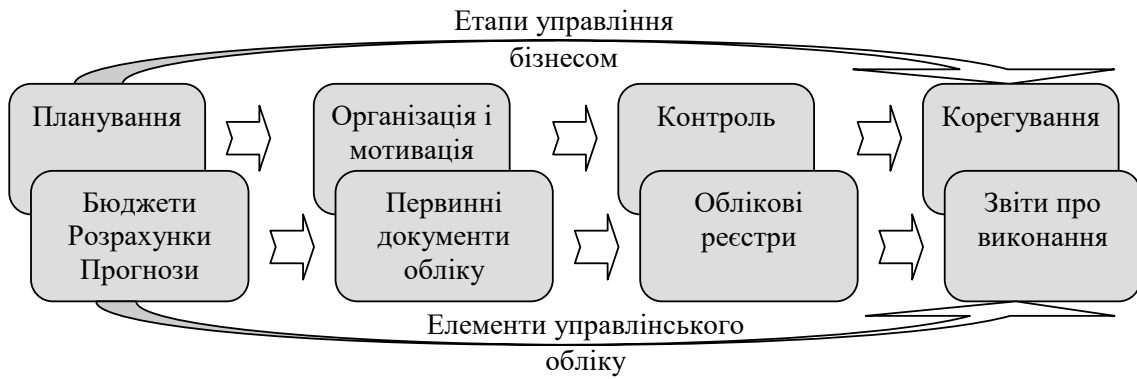 Етапи управління
бізнесом
Планування
Організація і
мотивація
Контроль
Корегування
Бюджети
Розрахунки
Прогнози
Первинні
документи
обліку
Облікові
реєстри
Звіти про
виконання
Елементи управлінського
обліку